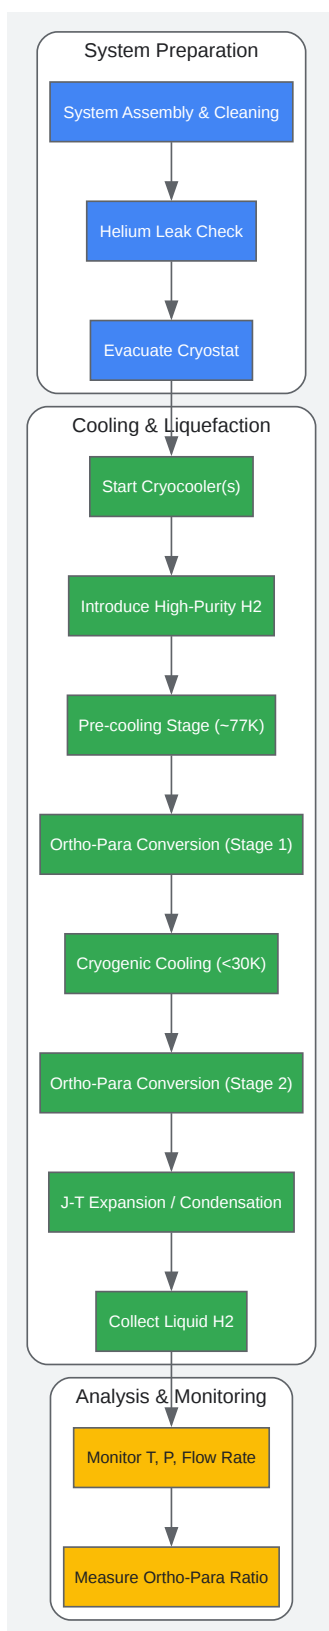 System Preparation
System Assembly & Cleaning
Helium Leak Check
Evacuate Cryostat
Cooling & Liquefaction
Start Cryocooler(s)
Introduce High-Purity H2
Pre-cooling Stage (~77K)
Ortho-Para Conversion (Stage 1)
Cryogenic Cooling (<30K)
Ortho-Para Conversion (Stage 2)
J-T Expansion / Condensation
Collect Liquid H2
Analysis & Monitoring
Monitor T, P, Flow Rate
Measure Ortho-Para Ratio